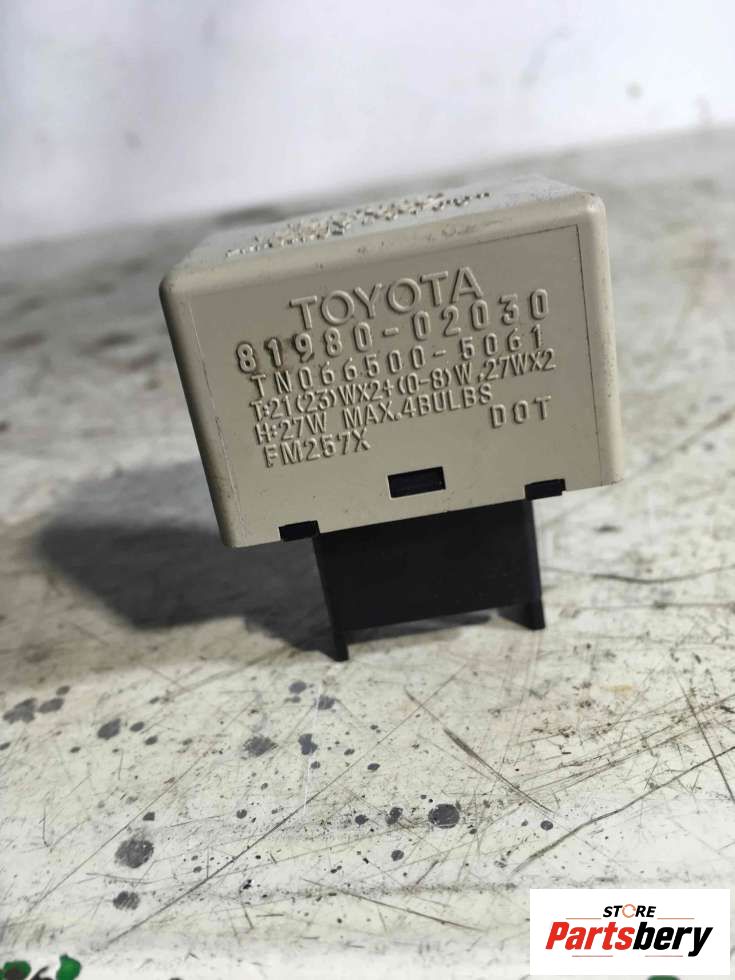 TOYOTA
81980-02030
TN066500-5061
T:21(23)Wx2+(0-8)W,27Wx2
H:27W MAX.4BULBS
FM257X DOT
STORE
Partsbery